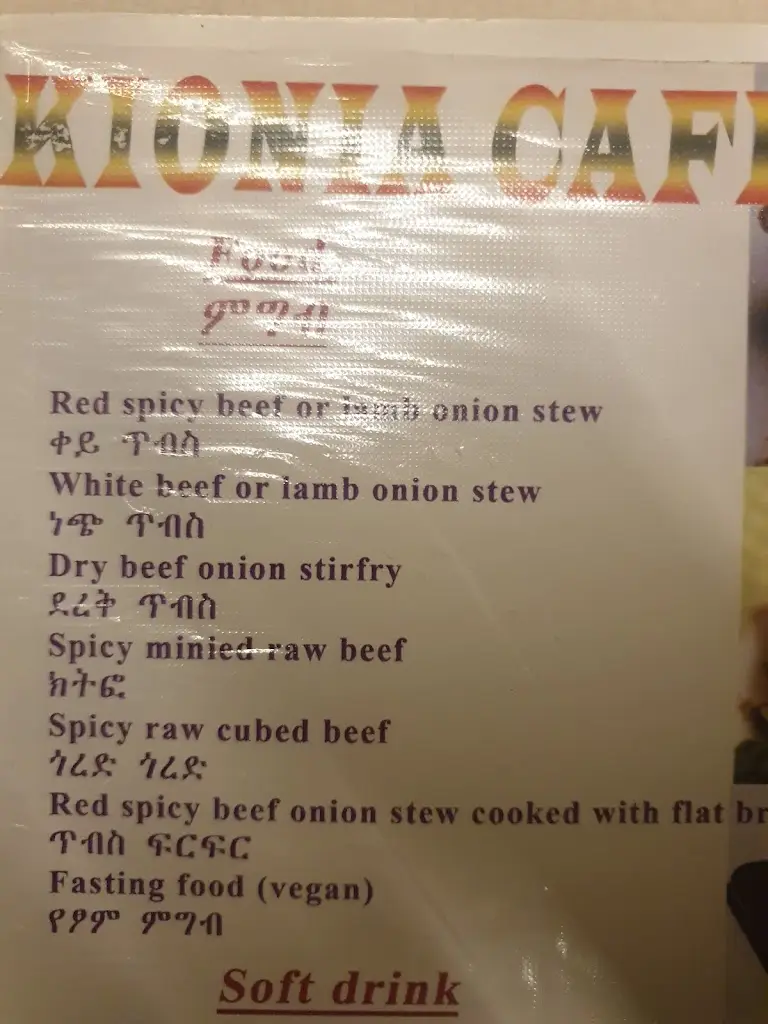 KIONIA CAFE
Food
ምግብ
Red spicy beef or lamb onion stew
ቀይ ጥብስ
White beef or lamb onion stew
ነጭ ጥብስ
Dry beef onion stirfry
ደረቅ ጥብስ
Spicy minied raw beef
ክትፎ
Spicy raw cubed beef
ጎረድ ጎረድ
Red spicy beef onion stew cooked with flat br
ጥብስ ፍርፍር
Fasting food (vegan)
የፆም ምግብ
Soft drink